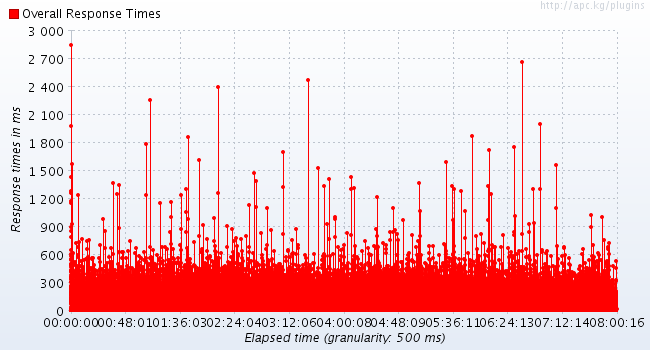 http://apc.kg/plugins
Overall Response Times
3 000
2 700
2 400
2 100
1 800
1 500
1 200
900
600
300
0
Response times in ms
00:00:00 00:48:01 01:36:03 02:24:04 03:12:06 04:00:08 04:48:09 05:36:11 06:24:13 07:12:14 08:00:16
Elapsed time (granularity: 500 ms)